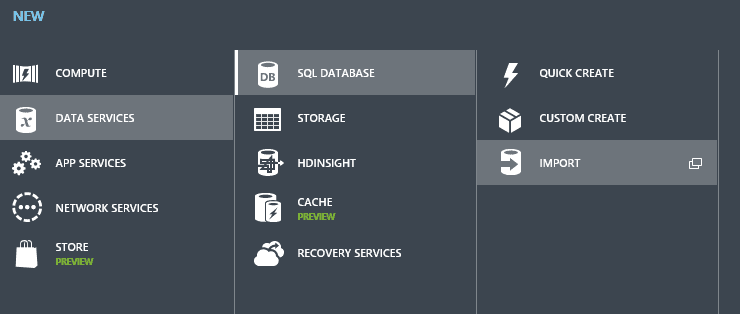 NEW
COMPUTE
DATA SERVICES
APP SERVICES
NETWORK SERVICES
STORE
PREVIEW
DB
SQL DATABASE
STORAGE
HDINSIGHT
CACHE
PREVIEW
RECOVERY SERVICES
QUICK CREATE
CUSTOM CREATE
IMPORT